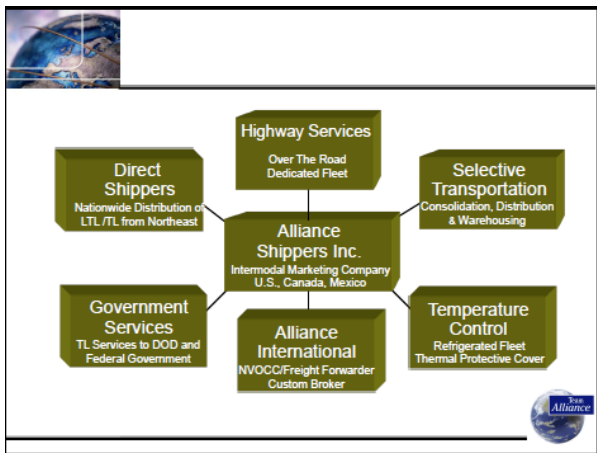 Highway Services
Over The Road
Dedicated Fleet
Direct
Shippers
Nationwide Distribution of
LTL /TL from Northeast
Selective
Transportation
Consolidation, Distribution
& Warehousing
Alliance
Shippers Inc.
Intermodal Marketing Company
U.S., Canada, Mexico
Government
Services
TL Services to DOD and
Federal Government
Alliance
International
NVOCC/Freight Forwarder
Custom Broker
Temperature
Control
Refrigerated Fleet
Thermal Protective Cover
Team
Alliance